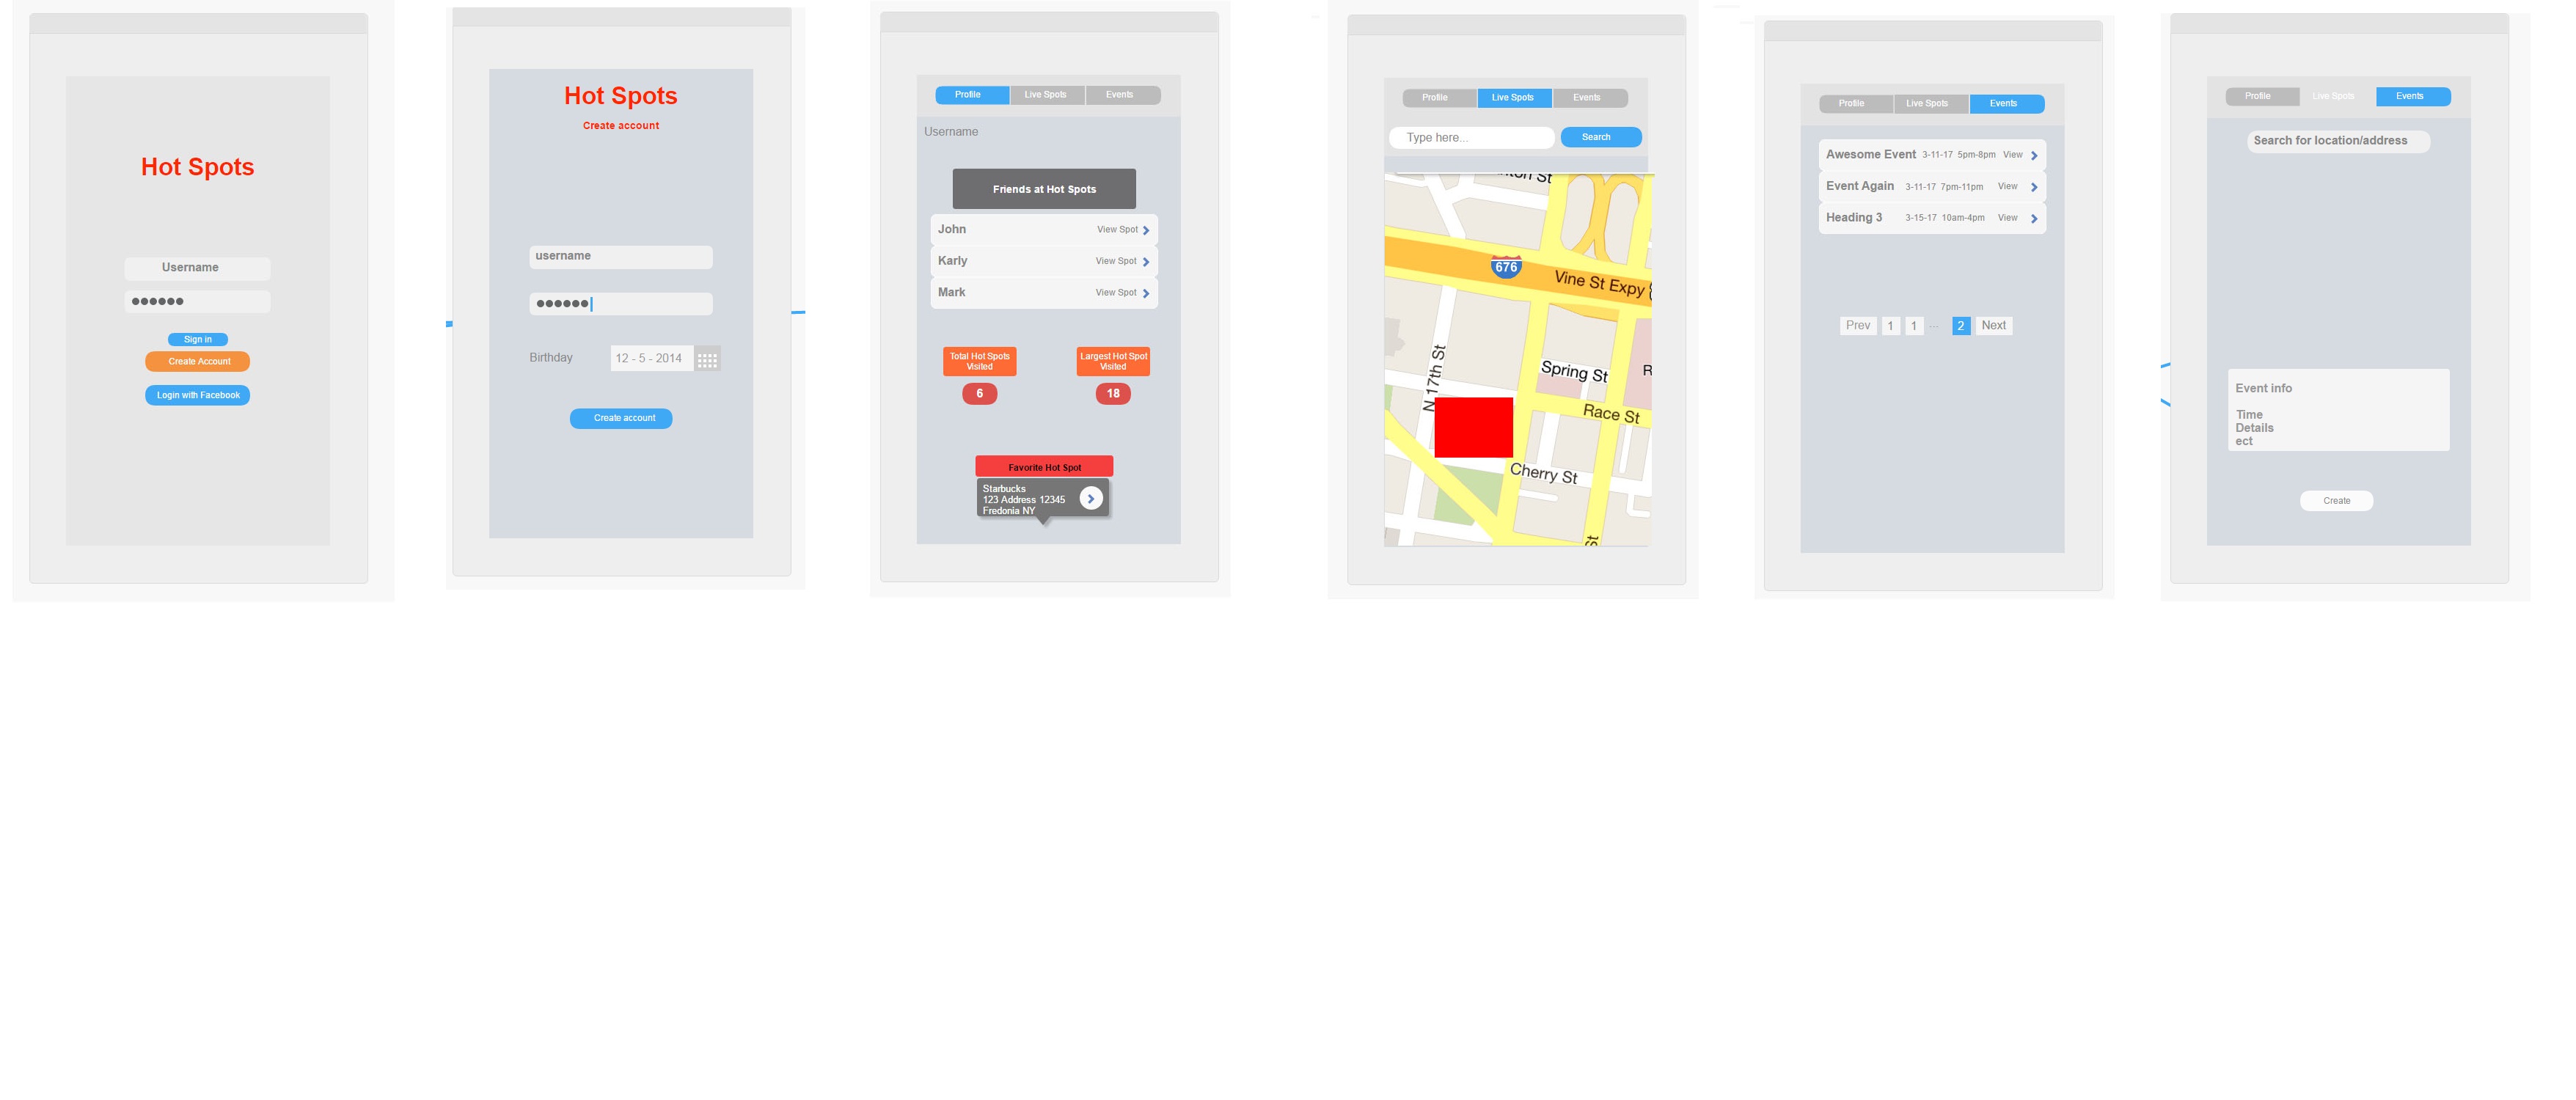 Hot Spots
Username
Sign in
Create Account
Login with Facebook
Hot Spots
Create account
username
Birthday 12 - 5 - 2014
Create account
Profile Live Spots Events
Username
Friends at Hot Spots
John View Spot
Karly View Spot
Mark View Spot
Total Hot Spots
Visited
6
Largest Hot Spot
Visited
18
Favorite Hot Spot
Starbucks
123 Address 12345
Fredonia NY
Profile Live Spots Events
Type here... Search
St
676
Vine St Expy
N 17th St
Spring St
R
Race St
Cherry St
St
Profile Live Spots Events
Awesome Event 3-11-17 5pm-8pm View
Event Again 3-11-17 7pm-11pm View
Heading 3 3-15-17 10am-4pm View
Prev 1 1 ... 2 Next
Profile Live Spots Events
Search for location/address
Event info
Time
Details
ect
Create